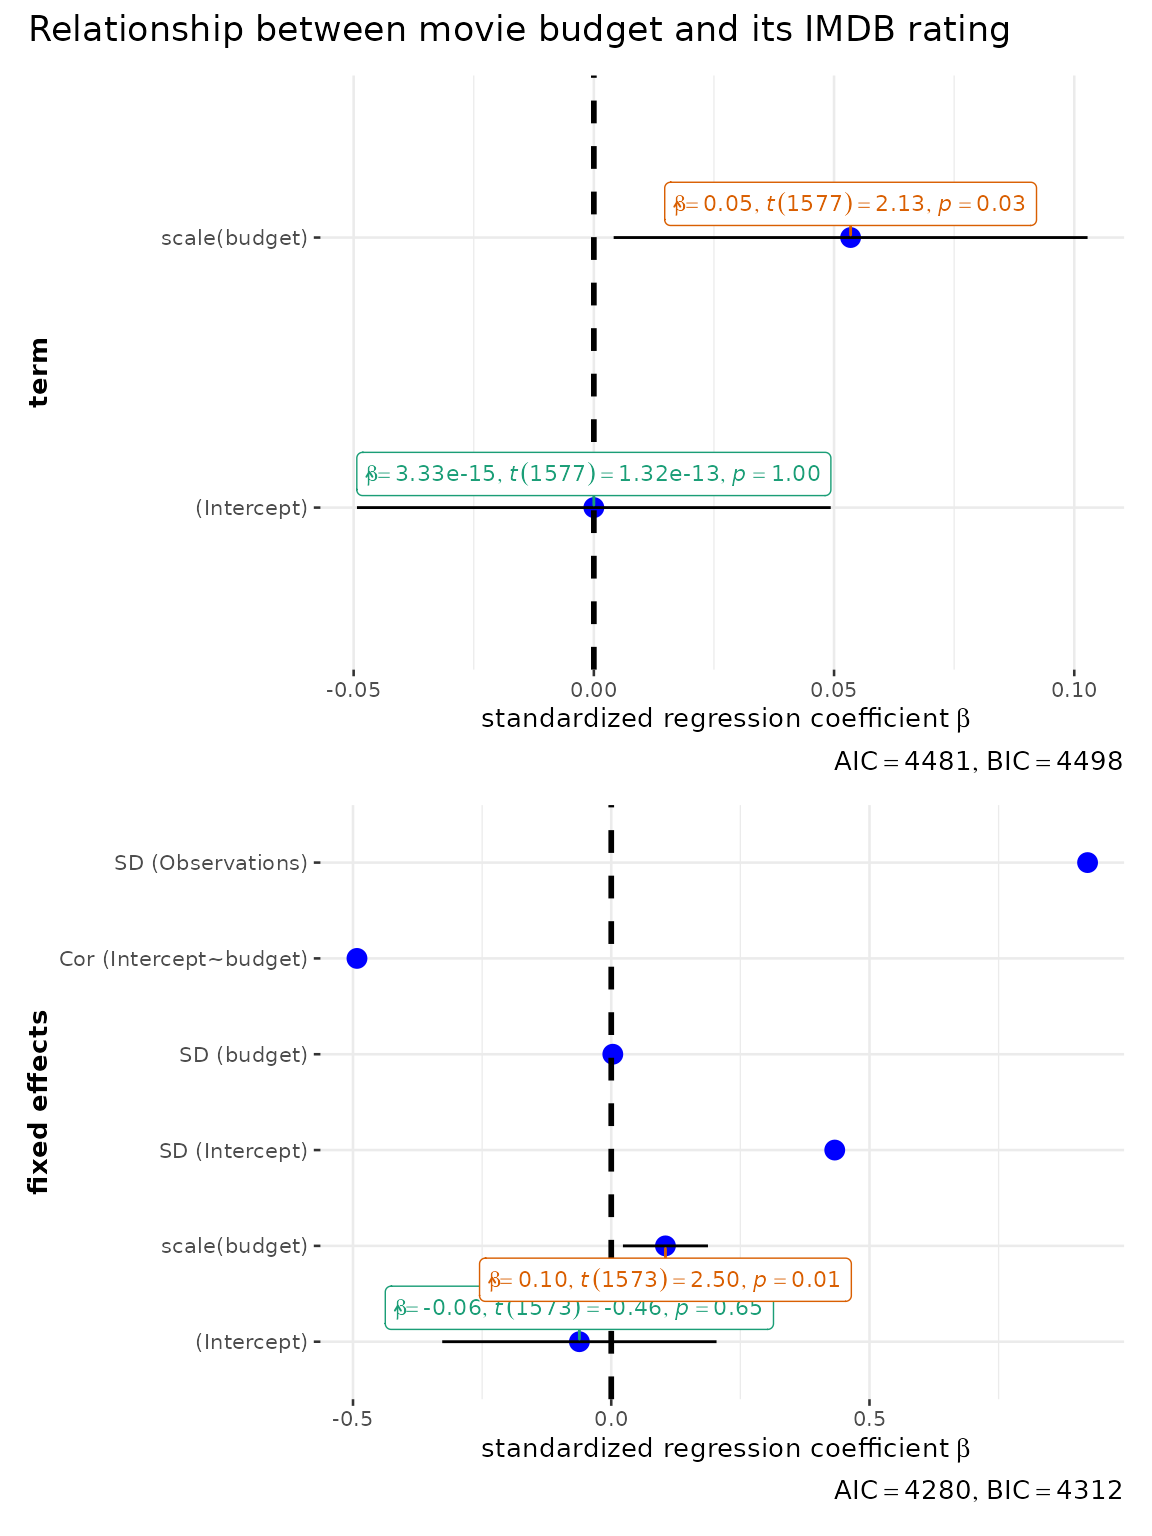 Relationship between movie budget and its IMDB rating
term
scale(budget)
β̂ = 0.05, t(1577) = 2.13, p = 0.03
β̂ = 3.33e-15, t(1577) = 1.32e-13, p = 1.00
(Intercept)
-0.05 0.00 0.05 0.10
standardized regression coefficient β
AIC = 4481, BIC = 4498
fixed effects
SD (Observations)
Cor (Intercept~budget)
SD (budget)
SD (Intercept)
scale(budget)
β̂ = 0.10, t(1573) = 2.50, p = 0.01
β̂ = -0.06, t(1573) = -0.46, p = 0.65
(Intercept)
-0.5 0.0 0.5
standardized regression coefficient β
AIC = 4280, BIC = 4312